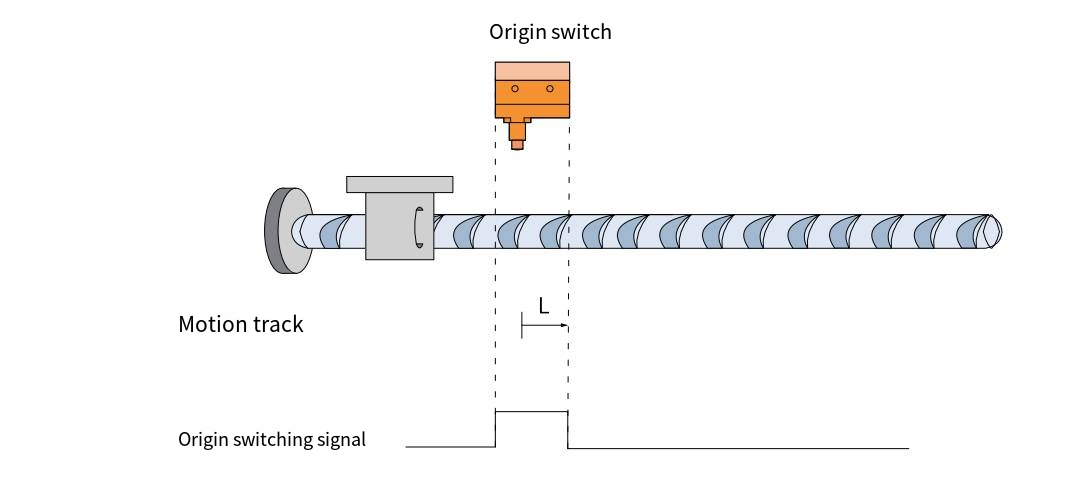 Origin switch
L
Motion track
Origin switching signal